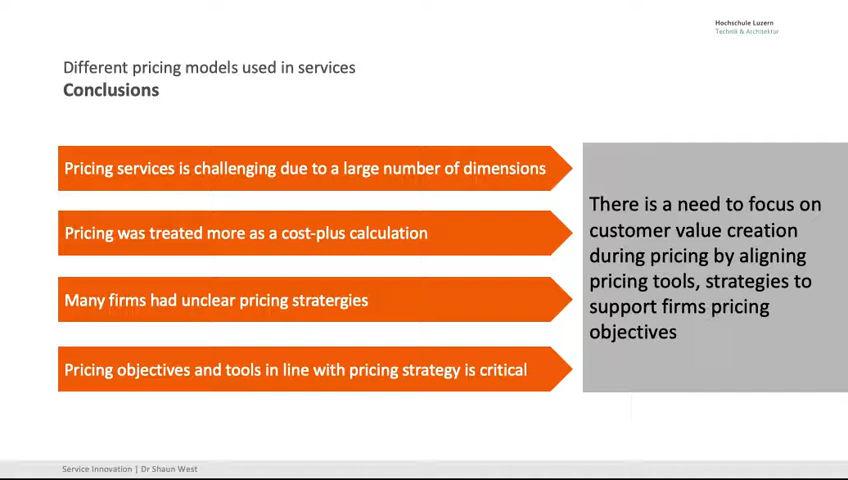 Hochschule Luzern
Technik & Architektur
Different pricing models used in services
Conclusions
Pricing services is challenging due to a large number of dimensions
Pricing was treated more as a cost-plus calculation
Many firms had unclear pricing stratergies
Pricing objectives and tools in line with pricing strategy is critical
There is a need to focus on
customer value creation
during pricing by aligning
pricing tools, strategies to
support firms pricing
objectives
Service Innovation | Dr Shaun West